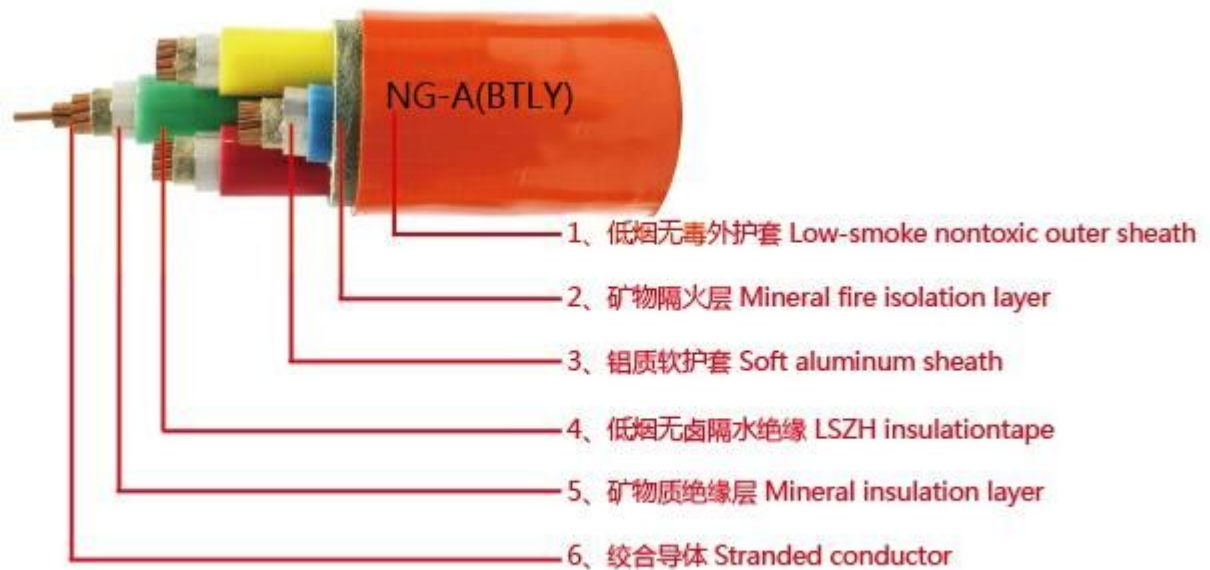 NG-A(BTLY)
1、低烟无毒外护套 Low-smoke nontoxic outer sheath
2、矿物隔火层 Mineral fire isolation layer
3、铝质软护套 Soft aluminum sheath
4、低烟无卤隔水绝缘 LSZH insulationtape
5、矿物质绝缘层 Mineral insulation layer
6、绞合导体 Stranded conductor